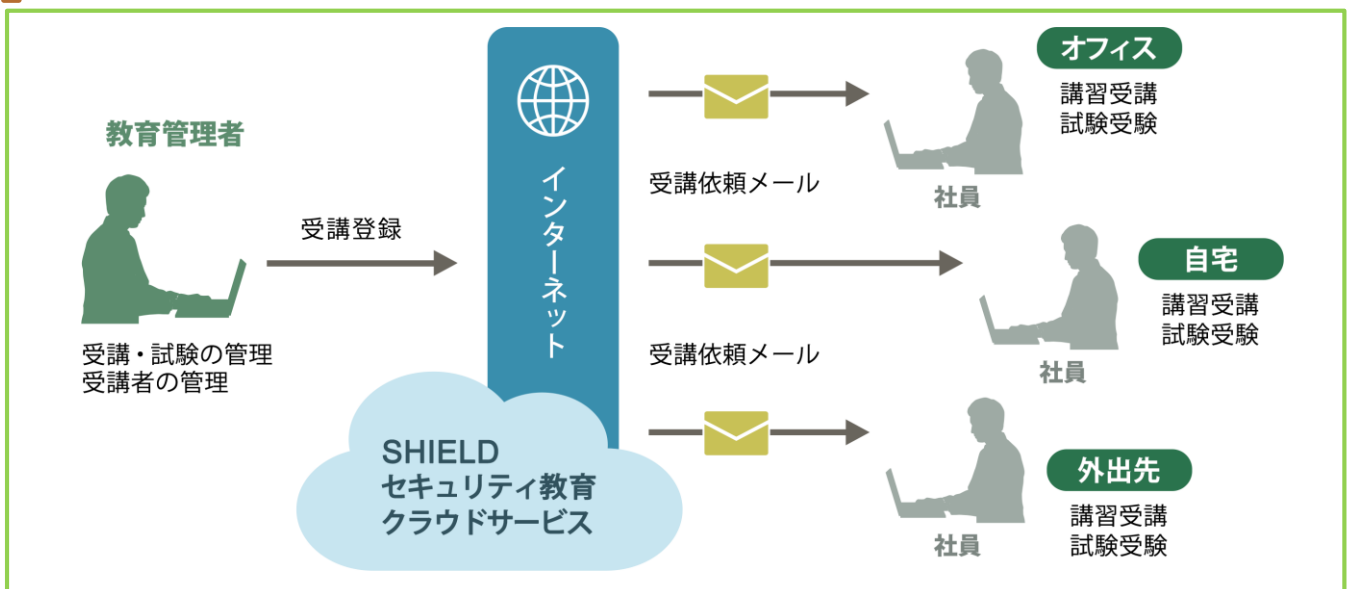 教育管理者
受講・試験の管理
受講者の管理
受講登録
インターネット
SHIELD
セキュリティ教育
クラウドサービス
受講依頼メール
受講依頼メール
オフィス
講習受講
試験受験
社員
自宅
講習受講
試験受験
社員
外出先
講習受講
試験受験
社員